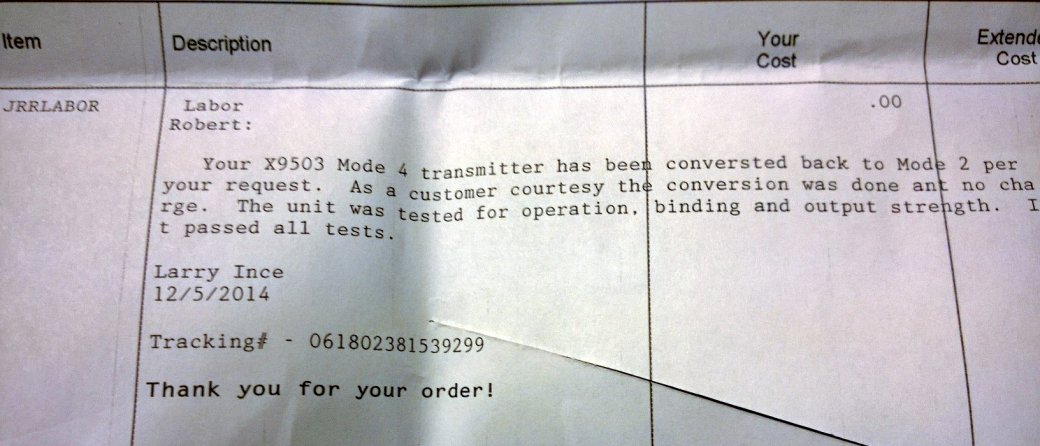 Item Description Your Cost Extende Cost
JRRLABOR Labor .00
Robert:
Your X9503 Mode 4 transmitter has been conversted back to Mode 2 per
your request. As a customer courtesy the conversion was done ant no cha
rge. The unit was tested for operation, binding and output strength. I
t passed all tests.
Larry Ince
12/5/2014
Tracking# - 061802381539299
Thank you for your order!